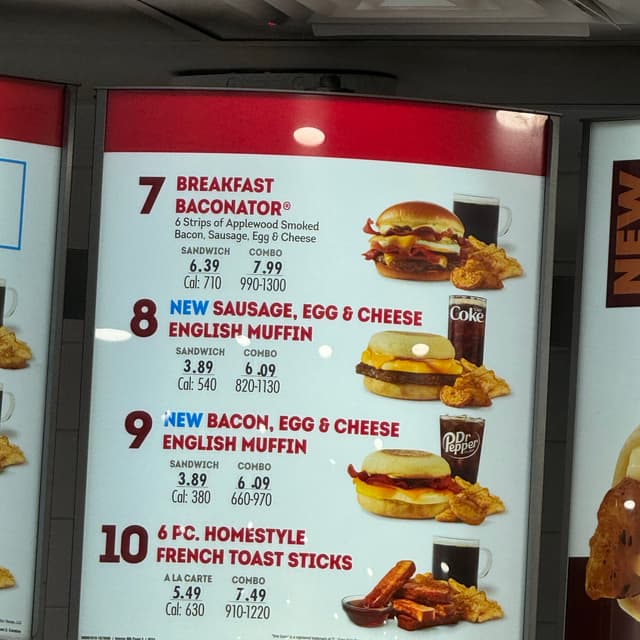 7 BREAKFAST
BACONATOR®
6 Strips of Applewood Smoked
Bacon, Sausage, Egg & Cheese
SANDWICH COMBO
6.39 7.99
Cal: 710 990-1300
8 NEW SAUSAGE, EGG & CHEESE
ENGLISH MUFFIN
SANDWICH COMBO
3.89 6.09
Cal: 540 820-1130
Coke
9 NEW BACON, EGG & CHEESE
ENGLISH MUFFIN
SANDWICH COMBO
3.89 6.09
Cal: 380 660-970
Dr Pepper
10 6 PC. HOMESTYLE
FRENCH TOAST STICKS
A LA CARTE COMBO
5.49 7.49
Cal: 630 910-1220
NEW